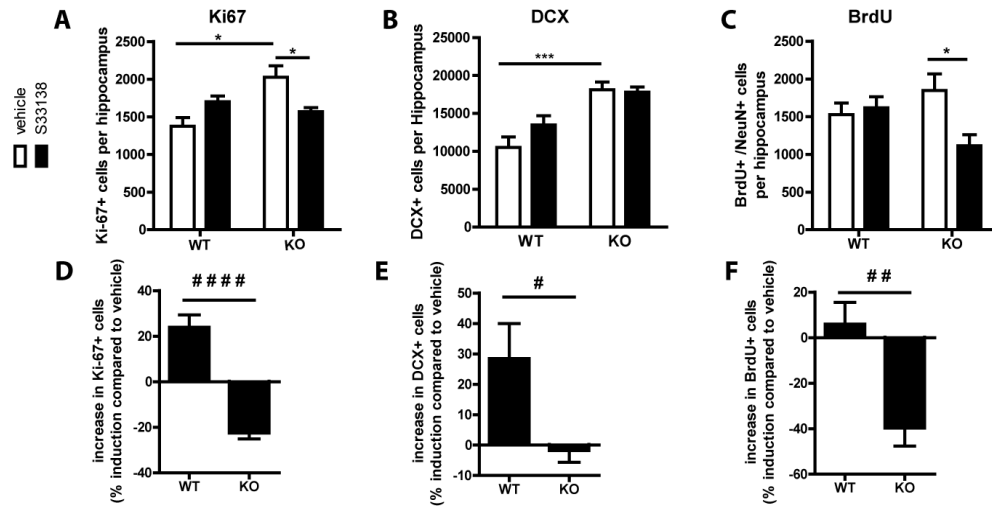 vehicle
S33138
A
Ki67
Ki-67+ cells per hippocampus
2500
2000
1500
1000
500
0
*
*
WT
KO
B
DCX
DCX+ cells per Hippocampus
25000
20000
15000
10000
5000
0
***
WT
KO
C
BrdU
BrdU+ /NeuN+ cells
per hippocampus
2500
2000
1500
1000
500
0
*
WT
KO
D
increase in Ki-67+ cells
(% induction compared to vehicle)
40
20
0
-20
-40
# # # #
WT
KO
E
increase in DCX+ cells
(% induction compared to vehicle)
50
40
30
20
10
0
-10
#
WT
KO
F
increase in BrdU+ cells
(% induction compared to vehicle)
20
0
-20
-40
-60
# #
WT
KO